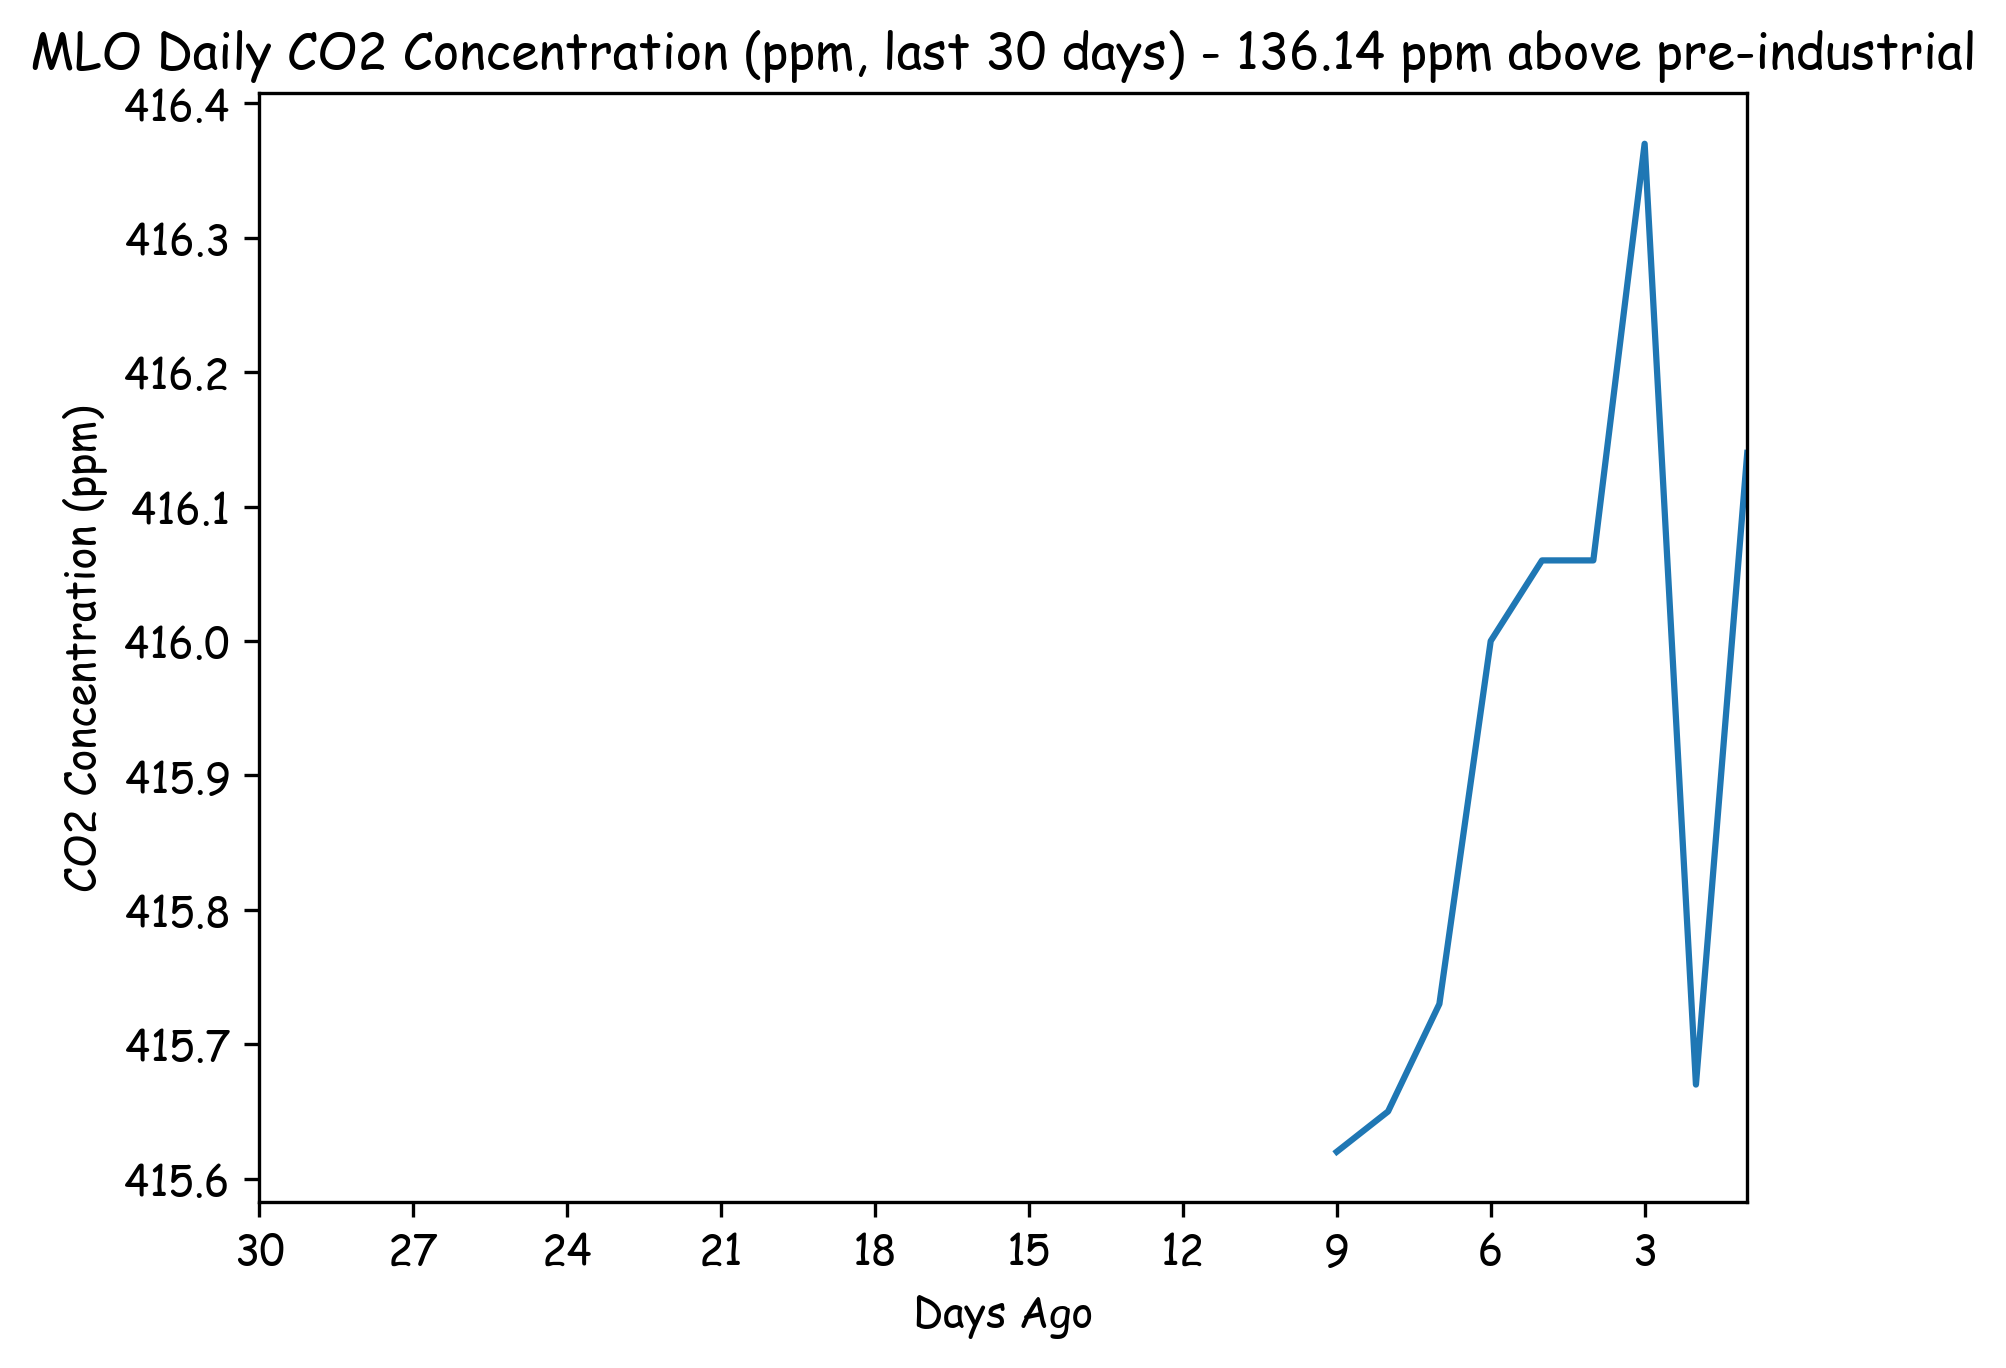 MLO Daily CO2 Concentration (ppm, last 30 days) - 136.14 ppm above pre-industrial
416.4
416.3
416.2
416.1
416.0
415.9
415.8
415.7
415.6
CO2 Concentration (ppm)
30 27 24 21 18 15 12 9 6 3
Days Ago